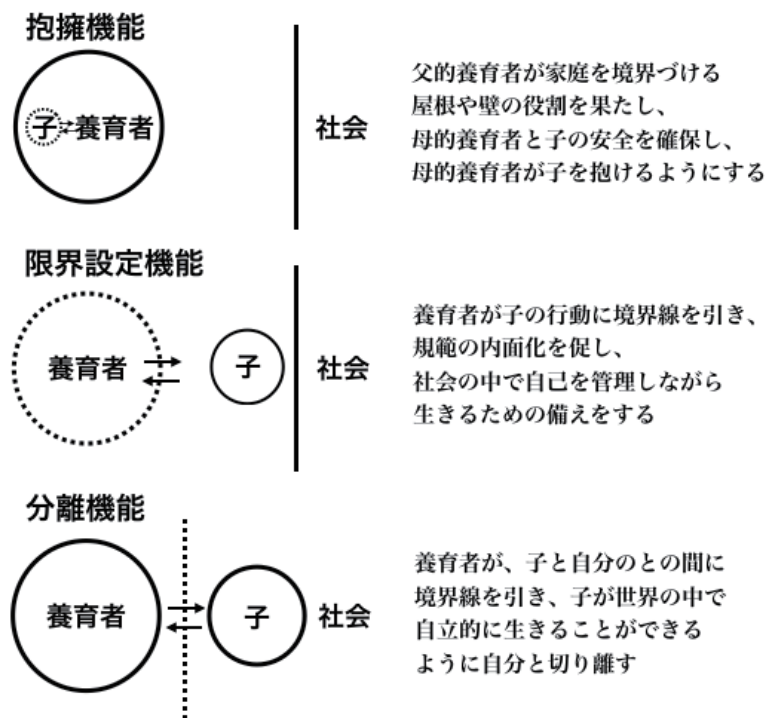 抱擁機能
子
養育者
社会
父的養育者が家庭を境界づける
屋根や壁の役割を果たし、
母的養育者と子の安全を確保し、
母的養育者が子を抱けるようにする
限界設定機能
養育者
子
社会
養育者が子の行動に境界線を引き、
規範の内面化を促し、
社会の中で自己を管理しながら
生きるための備えをする
分離機能
養育者
子
社会
養育者が、子と自分のとの間に
境界線を引き、子が世界の中で
自立的に生きることができる
ように自分と切り離す